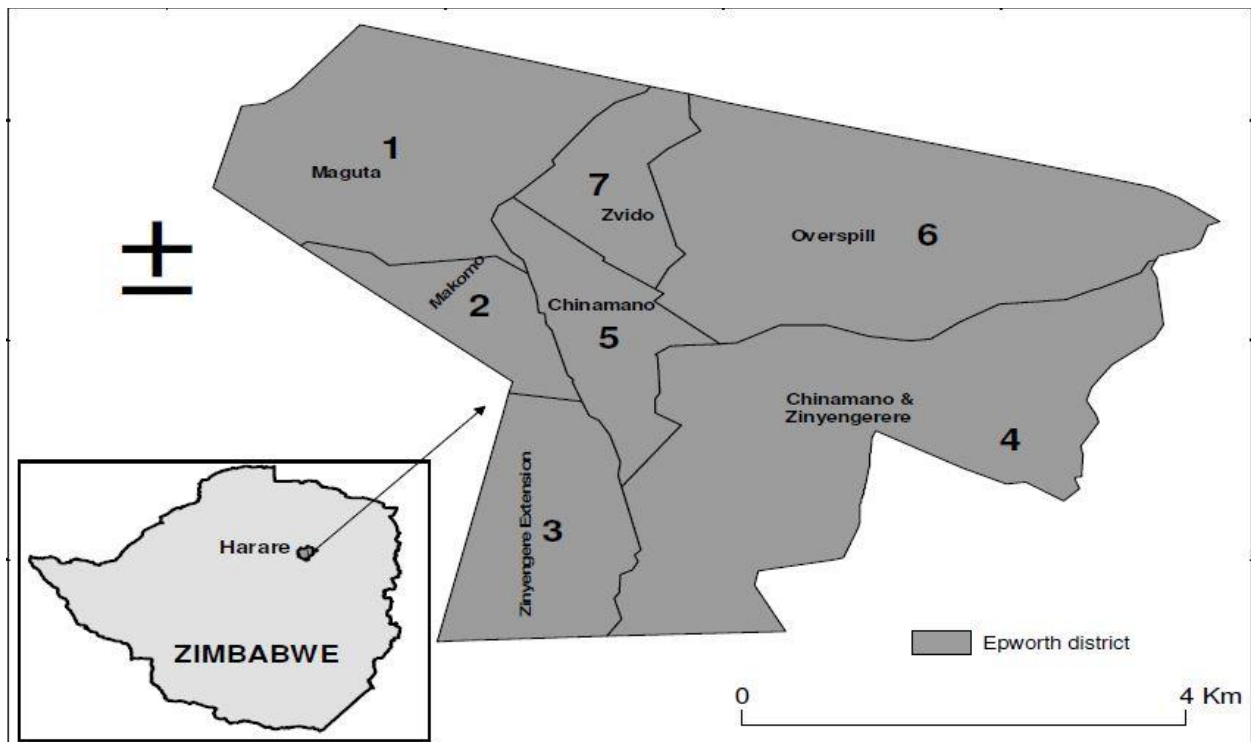 1
Maguta
7
Zvido
Overspill 6
Makomo
2
Chinamano
5
Chinamano &
Zinyengerere
4
Zinyengere Extension
3
Harare
ZIMBABWE
Epworth district
0 4 Km